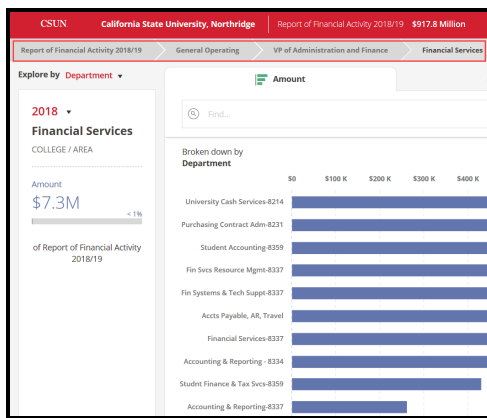 CSUN California State University, Northridge Report of Financial Activity 2018/19 $917.8 Million
Report of Financial Activity 2018/19 General Operating VP of Administration and Finance Financial Services
Explore by Department
Amount
2018
Financial Services
COLLEGE / AREA
Amount
$7.3M
< 1%
of Report of Financial Activity
2018/19
Find...
Broken down by
Department
$0 $100 K $200 K $300 K $400 K
University Cash Services-8214
Purchasing Contract Adm-8231
Student Accounting-8359
Fin Svcs Resource Mgmt-8337
Fin Systems & Tech Suppt-8337
Accts Payable, AR, Travel
Financial Services-8337
Accounting & Reporting - 8334
Studnt Finance & Tax Svcs-8359
Accounting & Reporting-8337